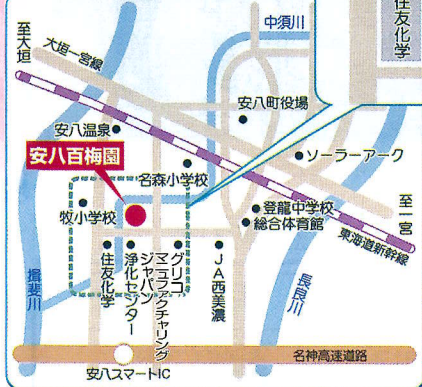 至大垣
大垣一宮線
中須川
住友化学
安八町役場
安八温泉
ソーラーアーク
安八百梅園
名森小学校
至一宮
牧小学校
登龍中学校
総合体育館
東海道新幹線
揖斐川
住友化学
浄化センター
グリコ
マニュファクチャリング
ジャパン
JA西美濃
長良川
名神高速道路
安八スマートIC